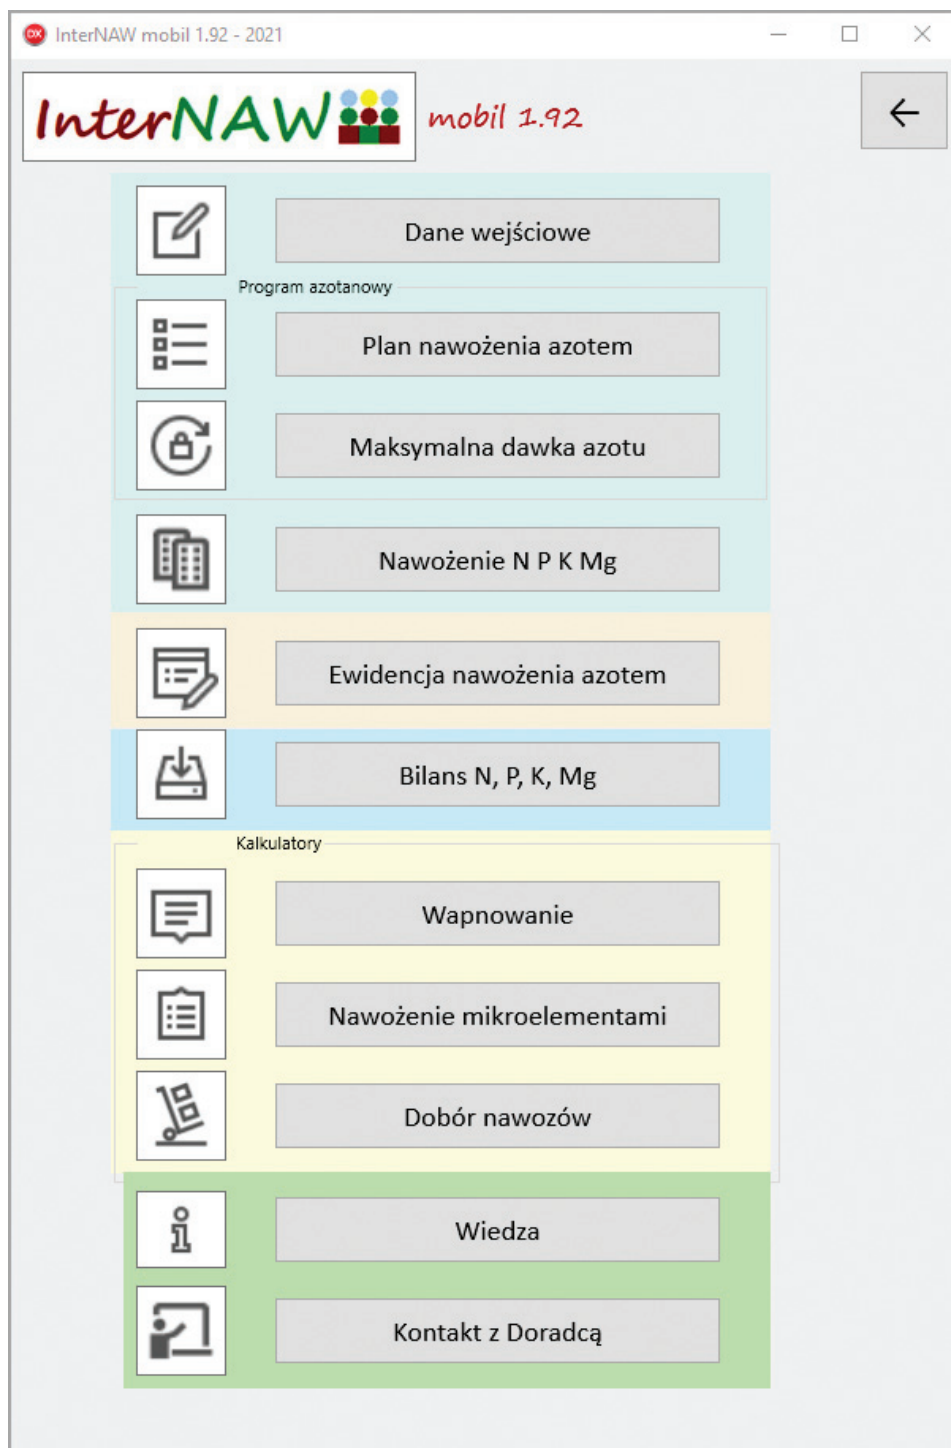 InterNAW mobil 1.92 - 2021
InterNAW mobil 1.92
Dane wejściowe
Program azotanowy
Plan nawożenia azotem
Maksymalna dawka azotu
Nawożenie N P K Mg
Ewidencja nawożenia azotem
Bilans N, P, K, Mg
Kalkulatory
Wapnowanie
Nawożenie mikroelementami
Dobór nawozów
Wiedza
Kontakt z Doradcą